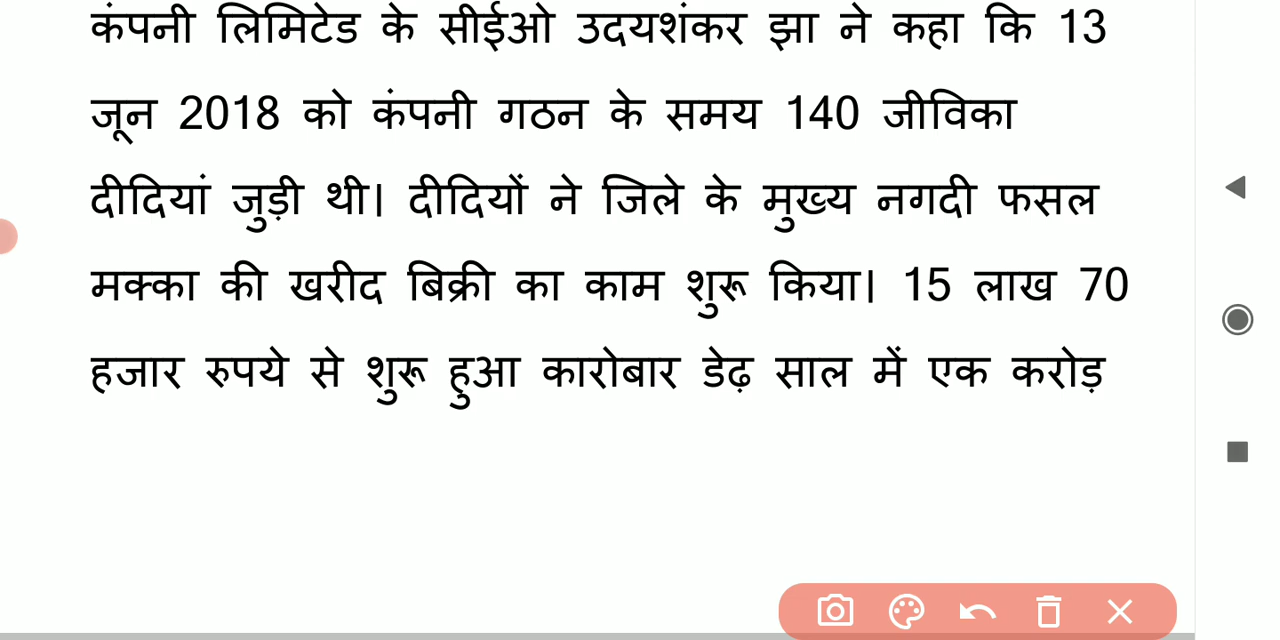 कंपनी लिमिटेड के सीईओ उदयशंकर झा ने कहा कि 13
जून 2018 को कंपनी गठन के समय 140 जीविका
दीदियां जुड़ी थी। दीदियों ने जिले के मुख्य नगदी फसल
मक्का की खरीद बिक्री का काम शुरू किया। 15 लाख 70
हजार रुपये से शुरू हुआ कारोबार डेढ़ साल में एक करोड़